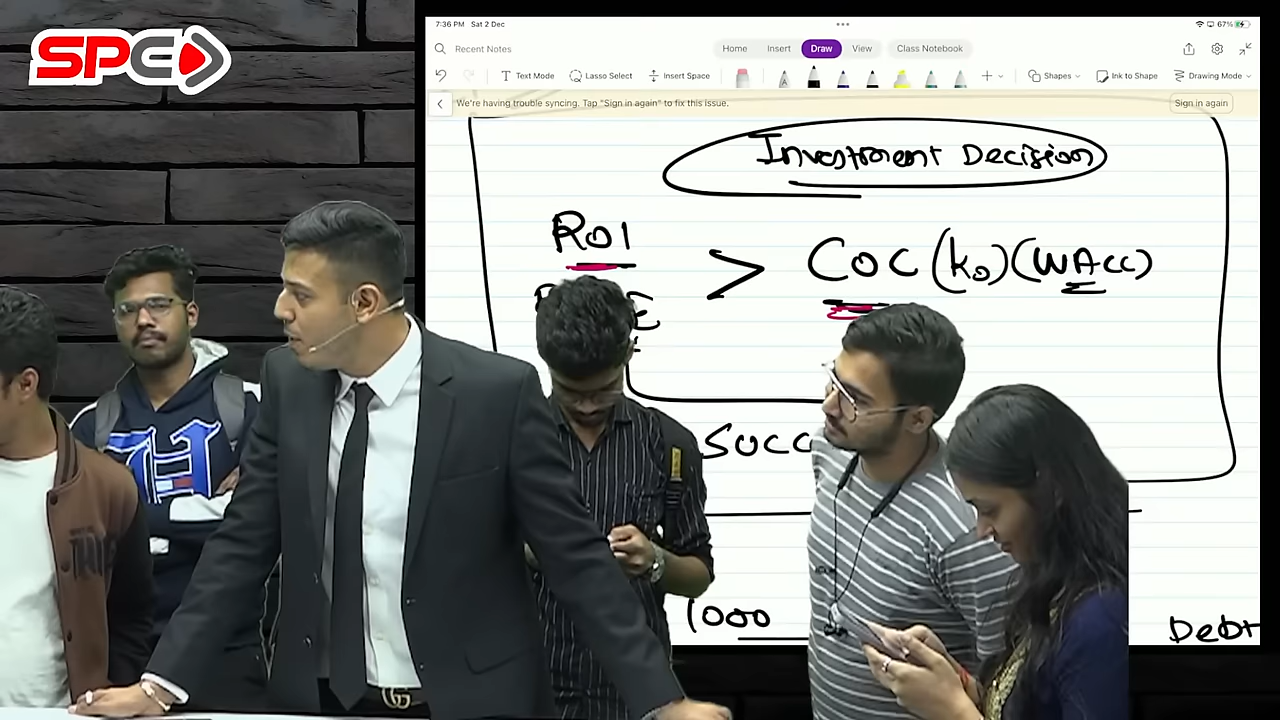 SPC
7:36 PM Sat 2 Dec
67%
Recent Notes
Home Insert Draw View Class Notebook
Text Mode Lasso Select Insert Space Shapes Ink to Shape Drawing Mode
We're having trouble syncing. Tap "Sign in again" to fix this issue. Sign in again
Investment Decision
ROI > COC (ko) (WACC)
SUCC
1000
Debt